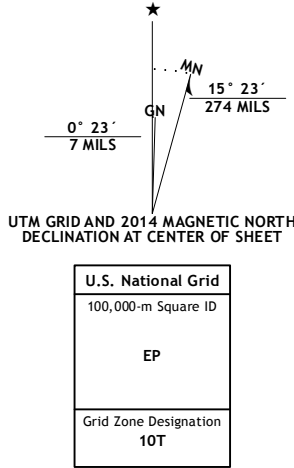 MN
GN
15° 23´
274 MILS
0° 23´
7 MILS
UTM GRID AND 2014 MAGNETIC NORTH
DECLINATION AT CENTER OF SHEET
U.S. National Grid
100,000-m Square ID
EP
Grid Zone Designation
10T